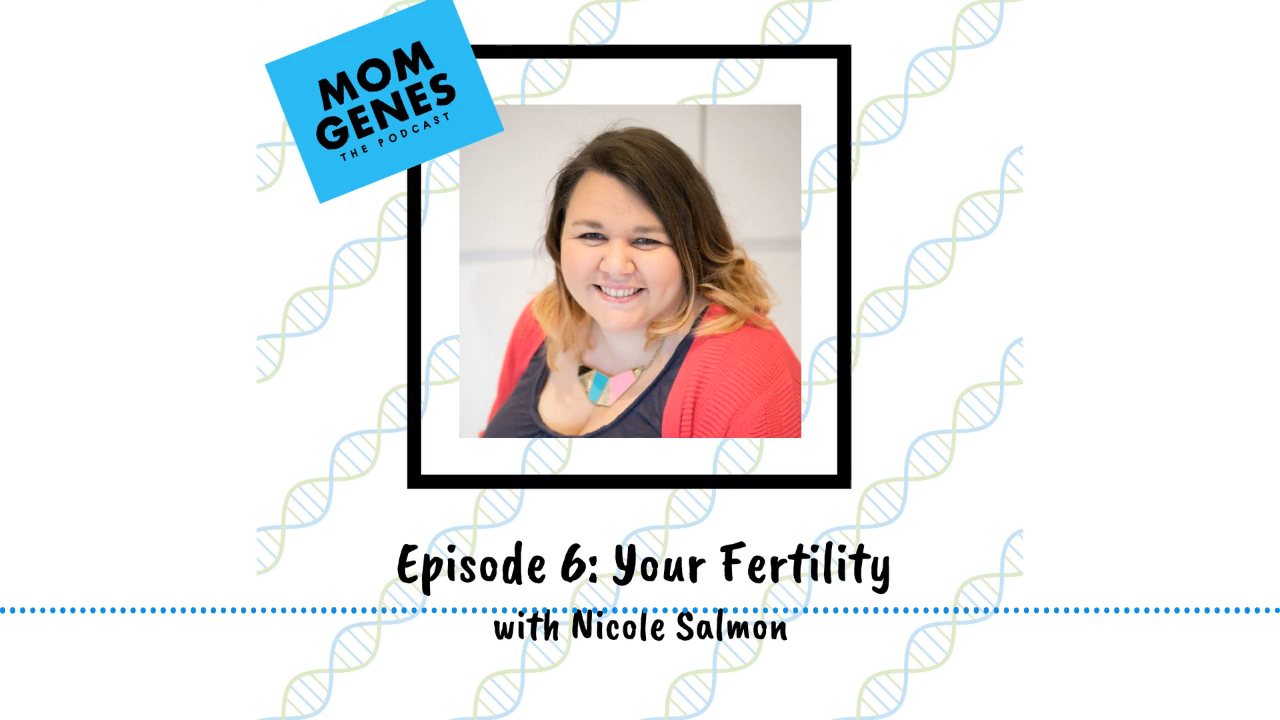 MOM
GENES
THE PODCAST
Episode 6: Your Fertility
with Nicole Salmon